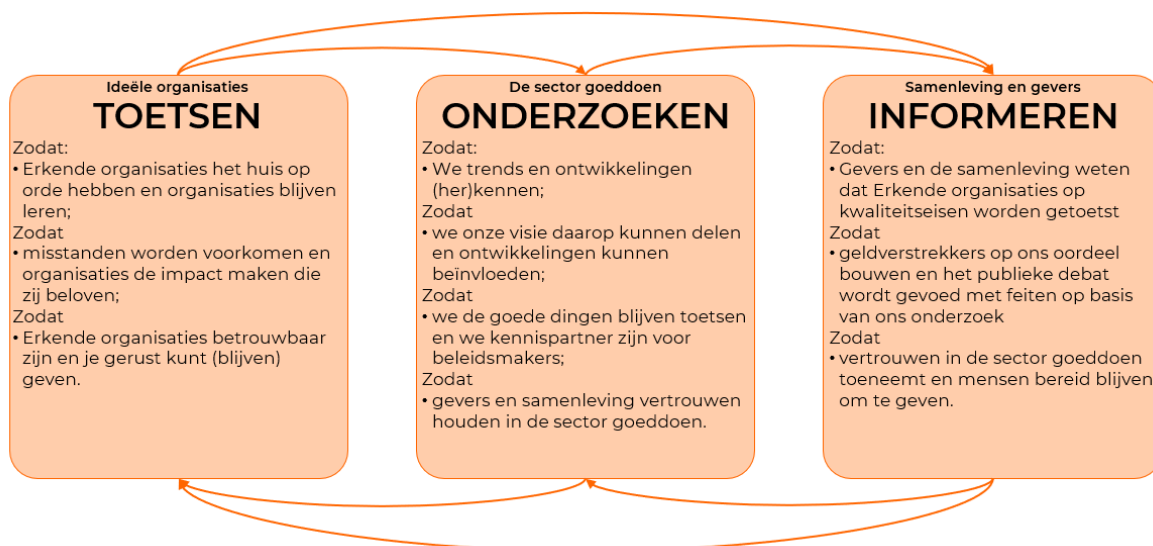 Ideële organisaties
TOETSEN
Zodat:
• Erkende organisaties het huis op
orde hebben en organisaties blijven
leren;
Zodat
• misstanden worden voorkomen en
organisaties de impact maken die
zij beloven;
Zodat
• Erkende organisaties betrouwbaar
zijn en je gerust kunt (blijven)
geven.
De sector goeddoen
ONDERZOEKEN
Zodat:
• We trends en ontwikkelingen
(her)kennen;
Zodat
• we onze visie daarop kunnen delen
en ontwikkelingen kunnen
beïnvloeden;
Zodat
• we de goede dingen blijven toetsen
en we kennispartner zijn voor
beleidsmakers;
Zodat
• gevers en samenleving vertrouwen
houden in de sector goeddoen.
Samenleving en gevers
INFORMEREN
Zodat:
• Gevers en de samenleving weten
dat Erkende organisaties op
kwaliteitseisen worden getoetst
Zodat
• geldverstrekkers op ons oordeel
bouwen en het publieke debat
wordt gevoed met feiten op basis
van ons onderzoek
Zodat
• vertrouwen in de sector goeddoen
toeneemt en mensen bereid blijven
om te geven.